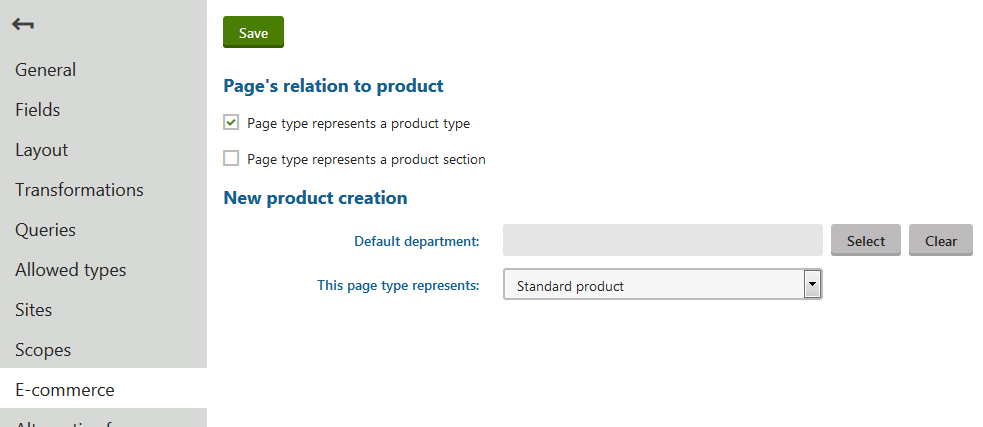 Save
General
Fields
Layout
Transformations
Queries
Allowed types
Sites
Scopes
E-commerce
Page's relation to product
Page type represents a product type
Page type represents a product section
New product creation
Default department:
Select
Clear
This page type represents:
Standard product